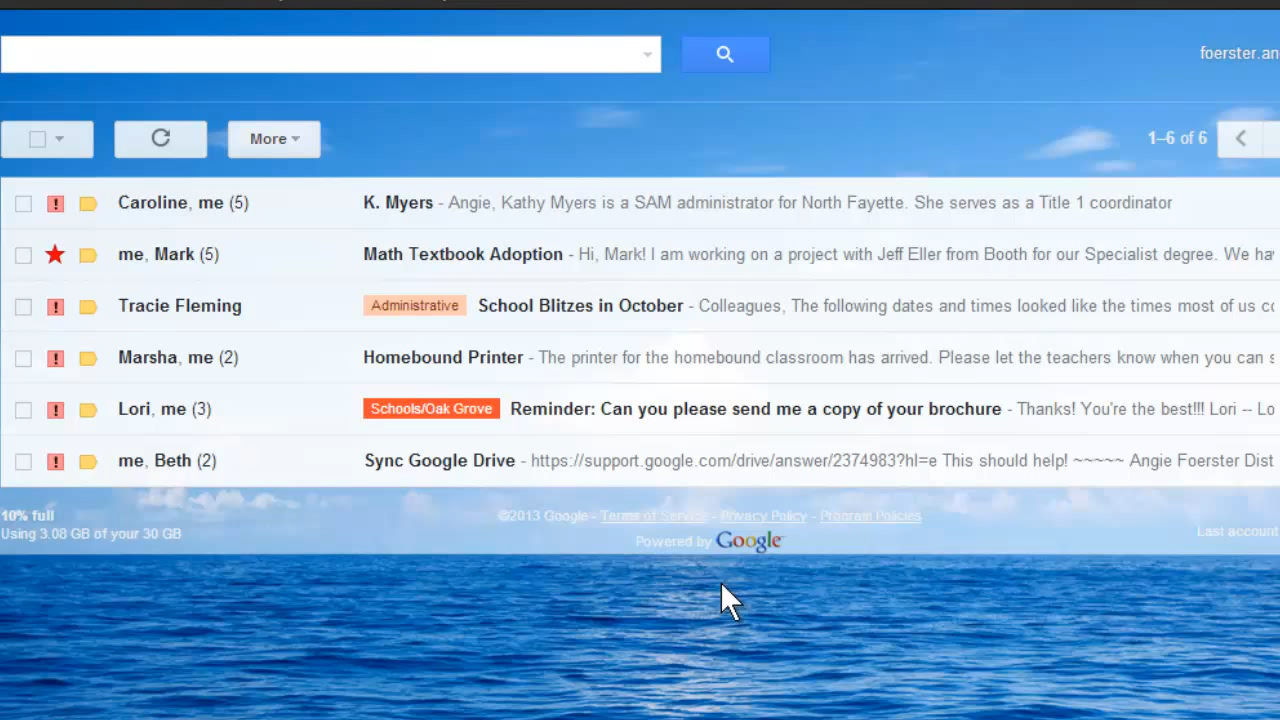 foerster.an
More
1–6 of 6
Caroline, me (5) K. Myers - Angie, Kathy Myers is a SAM administrator for North Fayette. She serves as a Title 1 coordinator
me, Mark (5) Math Textbook Adoption - Hi, Mark! I am working on a project with Jeff Eller from Booth for our Specialist degree. We ha
Tracie Fleming Administrative School Blitzes in October - Colleagues, The following dates and times looked like the times most of us co
Marsha, me (2) Homebound Printer - The printer for the homebound classroom has arrived. Please let the teachers know when you can s
Lori, me (3) Schools/Oak Grove Reminder: Can you please send me a copy of your brochure - Thanks! You're the best!!! Lori -- Lo
me, Beth (2) Sync Google Drive - https://support.google.com/drive/answer/2374983?hl=e This should help! ~~~~~ Angie Foerster Dist
10% full ©2013 Google - Terms of Service - Privacy Policy - Program Policies
Using 3.08 GB of your 30 GB Last account
Powered by Google